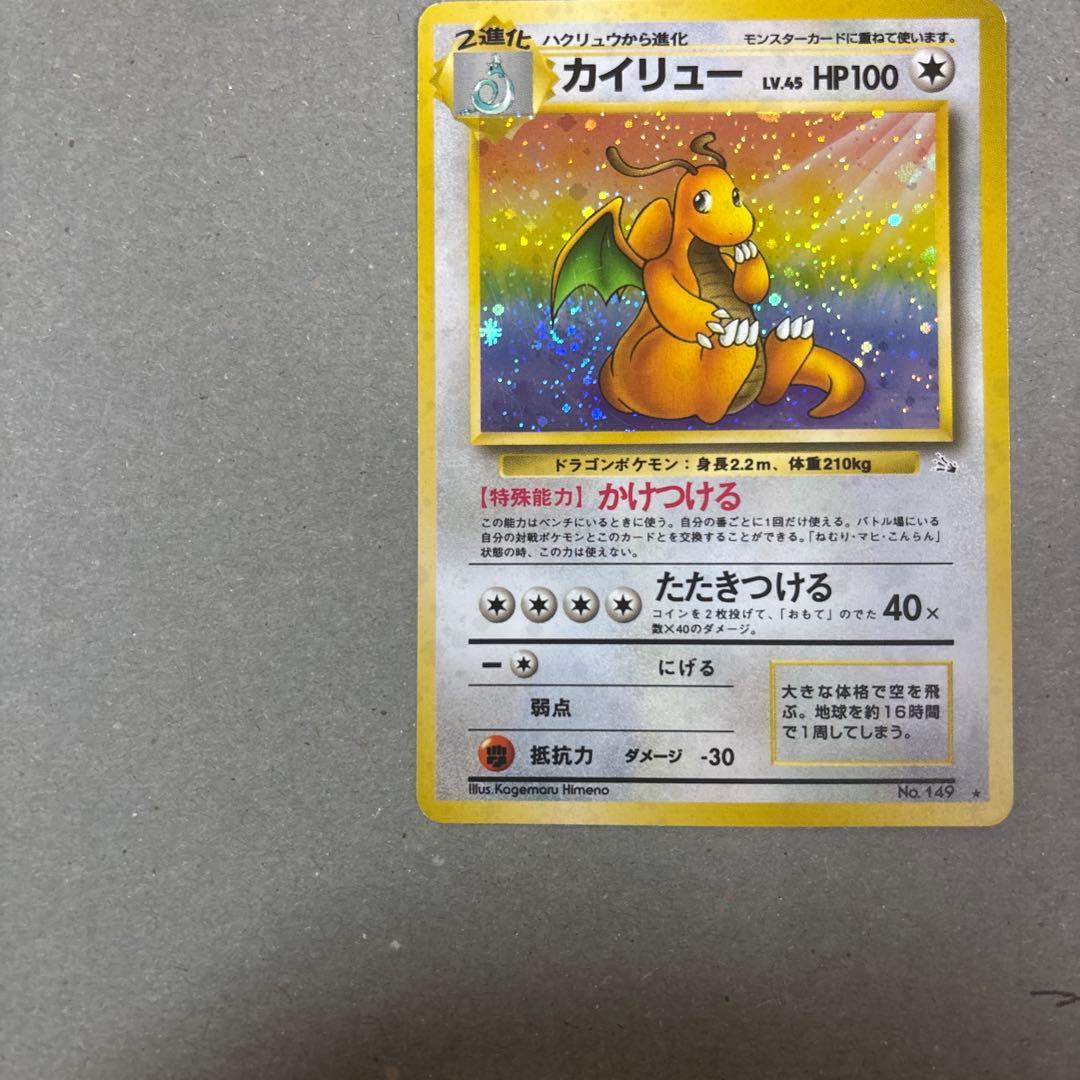 2進化 ハクリュウから進化 モンスターカードに重ねて使います。
カイリュー LV.45 HP100
ドラゴンポケモン：身長2.2m、体重210kg
【特殊能力】かけつける
この能力はベンチにいるときに使う。自分の番ごとに1回だけ使える。バトル場にいる
自分の対戦ポケモンとこのカードとを交換することができる。「ねむり・マヒ・こんらん」
状態の時、この力は使えない。
たたきつける
コインを2枚投げて、「おもて」のでた
数×40のダメージ。
40×
ー にげる
弱点
抵抗力 ダメージ -30
大きな体格で空を飛
ぶ。地球を約16時間
で1周してしまう。
Illus.Kagemaru Himeno
No. 149 ★